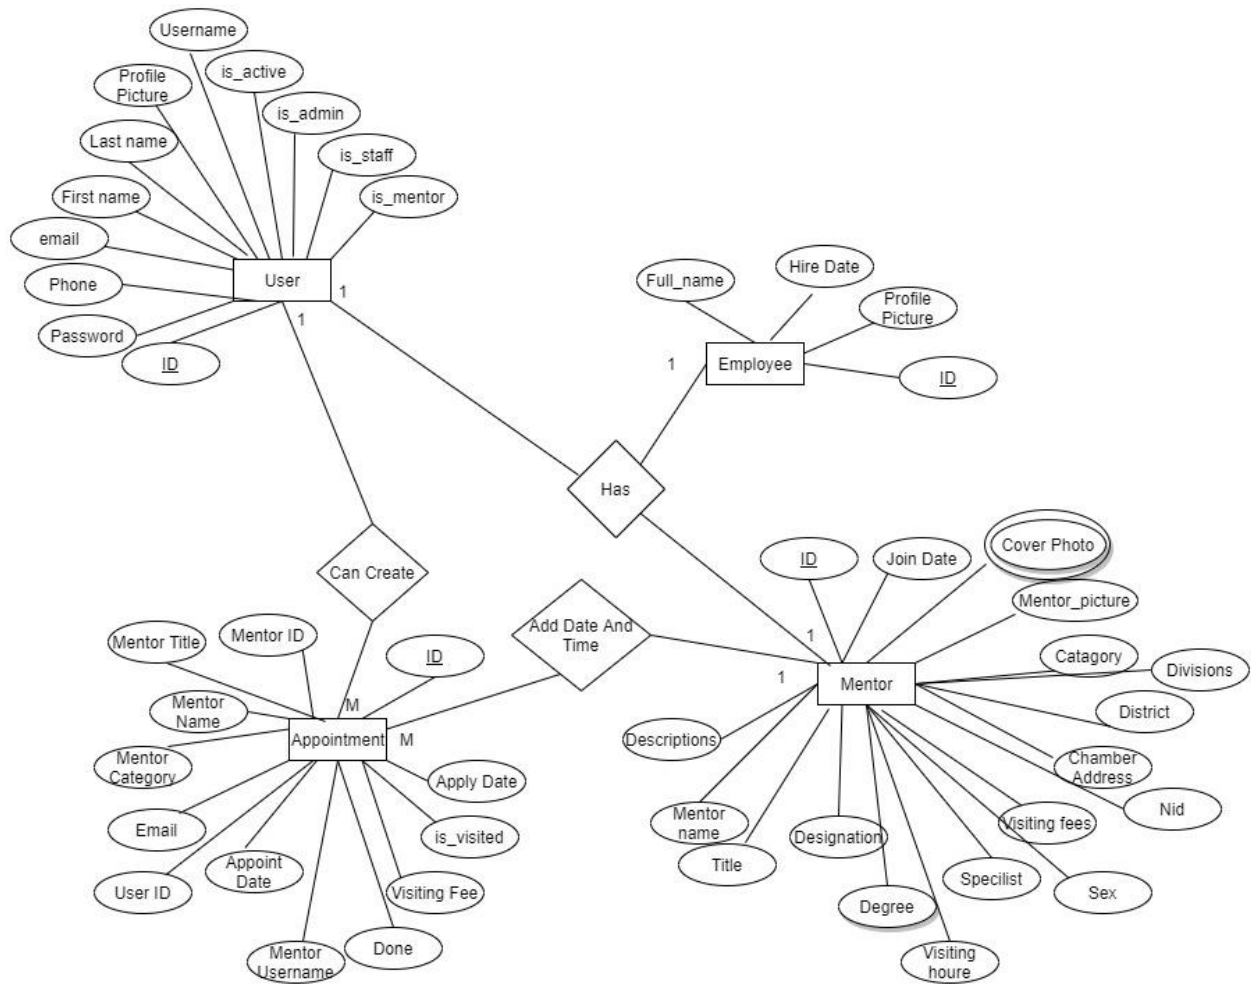 Username
is_active
Profile
Picture
is_admin
Last name
is_staff
First name
is_mentor
email
User
Phone
1
1
Password
ID
Full_name
Hire Date
Profile
Picture
1
Employee
ID
Has
Can Create
Add Date And
Time
1
1
Mentor
ID
Join Date
Cover Photo
Mentor_picture
Catagory
Divisions
District
Chamber
Address
Nid
Visiting fees
Sex
Specilist
Visiting
houre
Degree
Designation
Title
Mentor
name
Descriptions
Mentor Title
Mentor ID
ID
M
Mentor
Name
Appointment
M
Mentor
Category
Apply Date
Email
is_visited
Appoint
Date
User ID
Visiting Fee
Mentor
Username
Done